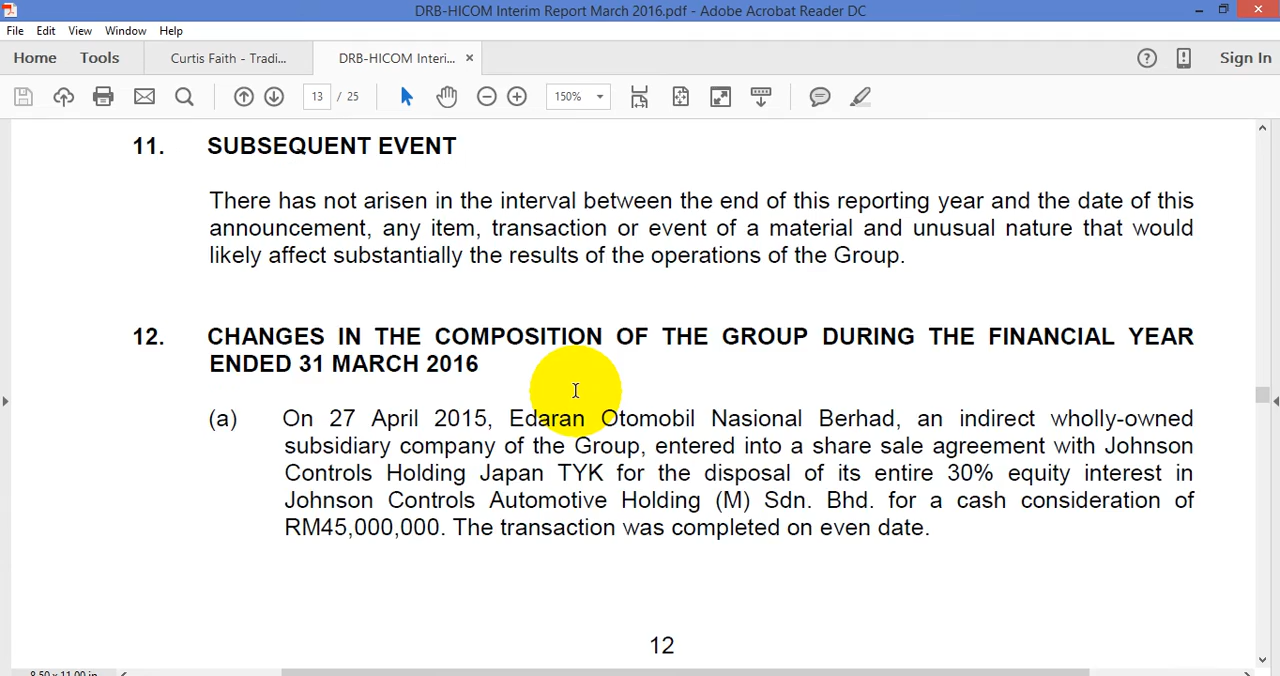 DRB-HICOM Interim Report March 2016.pdf - Adobe Acrobat Reader DC
File Edit View Window Help
Home Tools Curtis Faith - Tradi... DRB-HICOM Interi... × ? Sign In
13 / 25 150%
11. SUBSEQUENT EVENT
There has not arisen in the interval between the end of this reporting year and the date of this
announcement, any item, transaction or event of a material and unusual nature that would
likely affect substantially the results of the operations of the Group.
12. CHANGES IN THE COMPOSITION OF THE GROUP DURING THE FINANCIAL YEAR
ENDED 31 MARCH 2016
(a) On 27 April 2015, Edaran Otomobil Nasional Berhad, an indirect wholly-owned
subsidiary company of the Group, entered into a share sale agreement with Johnson
Controls Holding Japan TYK for the disposal of its entire 30% equity interest in
Johnson Controls Automotive Holding (M) Sdn. Bhd. for a cash consideration of
RM45,000,000. The transaction was completed on even date.
12
8.50 x 11.00 in